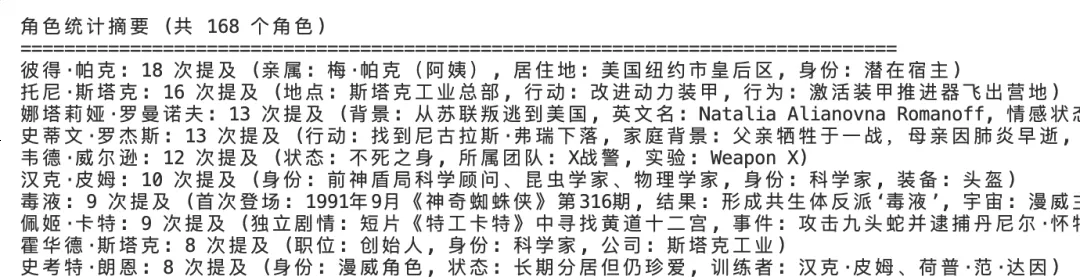 角色统计摘要 (共 168 个角色)
================================================================================
彼得·帕克: 18 次提及 (亲属: 梅·帕克（阿姨）, 居住地: 美国纽约市皇后区, 身份: 潜在宿主)
托尼·斯塔克: 16 次提及 (地点: 斯塔克工业总部, 行动: 改进动力装甲, 行为: 激活装甲推进器飞出营地)
娜塔莉娅·罗曼诺夫: 13 次提及 (背景: 从苏联叛逃到美国, 英文名: Natalia Alianovna Romanoff, 情感状态
史蒂文·罗杰斯: 13 次提及 (行动: 找到尼古拉斯·弗瑞下落, 家庭背景: 父亲牺牲于一战，母亲因肺炎早逝,
韦德·威尔逊: 12 次提及 (状态: 不死之身, 所属团队: X战警, 实验: Weapon X)
汉克·皮姆: 10 次提及 (身份: 前神盾局科学顾问、昆虫学家、物理学家, 身份: 科学家, 装备: 头盔)
毒液: 9 次提及 (首次登场: 1991年9月《神奇蜘蛛侠》第316期, 结果: 形成共生体反派‘毒液’, 宇宙: 漫威主
佩姬·卡特: 9 次提及 (独立剧情: 短片《特工卡特》中寻找黄道十二宫, 事件: 攻击九头蛇并逮捕丹尼尔·怀特
霍华德·斯塔克: 8 次提及 (职位: 创始人, 身份: 科学家, 公司: 斯塔克工业)
史考特·朗恩: 8 次提及 (身份: 漫威角色, 状态: 长期分居但仍珍爱, 训练者: 汉克·皮姆、荷普·范·达因)